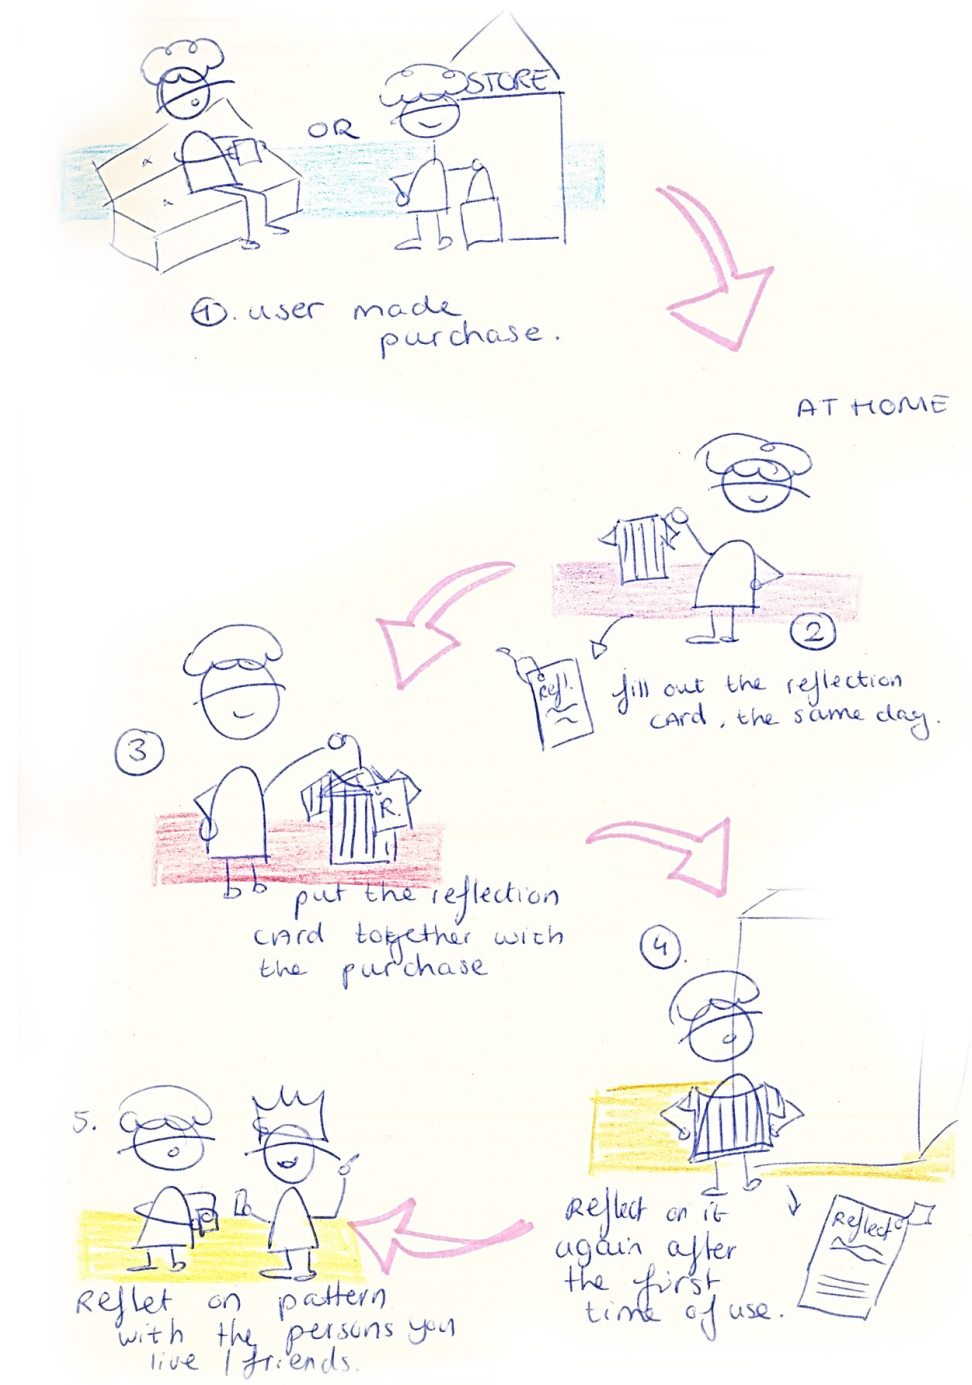 STORE
OR
1. user made
purchase.
AT HOME
2
Refl.
fill out the reflection
cArd, the same day.
3
R.
put the reflection
cArd together with
the purchase
4.
Reflect on it
again after
the first
time of use.
Reflect
5.
Reflet on pattern
with the persons you
live / friends.